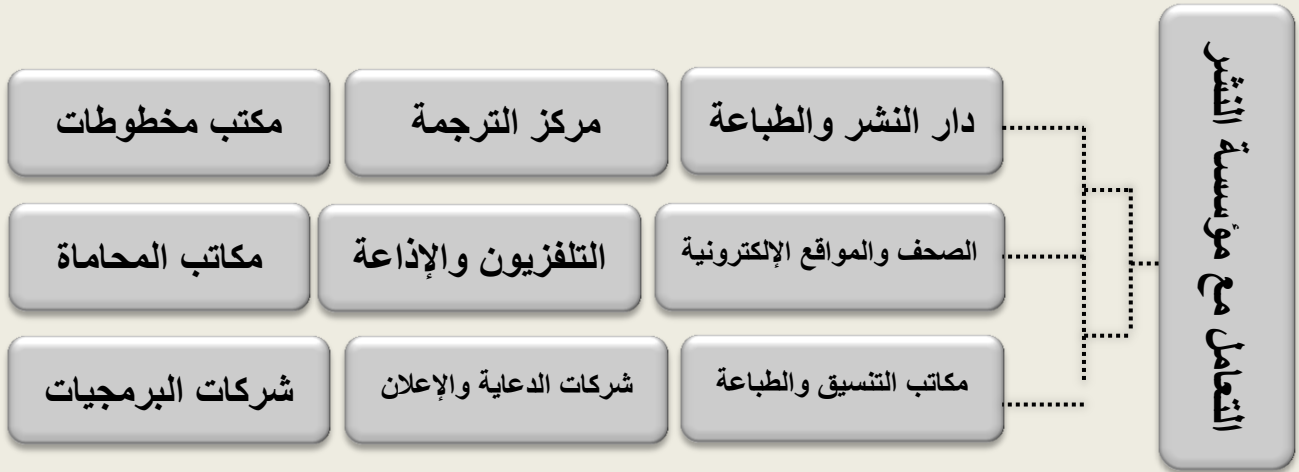 التعامل مع مؤسسة النشر
دار النشر والطباعة
مركز الترجمة
مكتب مخطوطات
الصحف والمواقع الإلكترونية
التلفزيون والإذاعة
مكاتب المحاماة
مكاتب التنسيق والطباعة
شركات الدعاية والإعلان
شركات البرمجيات